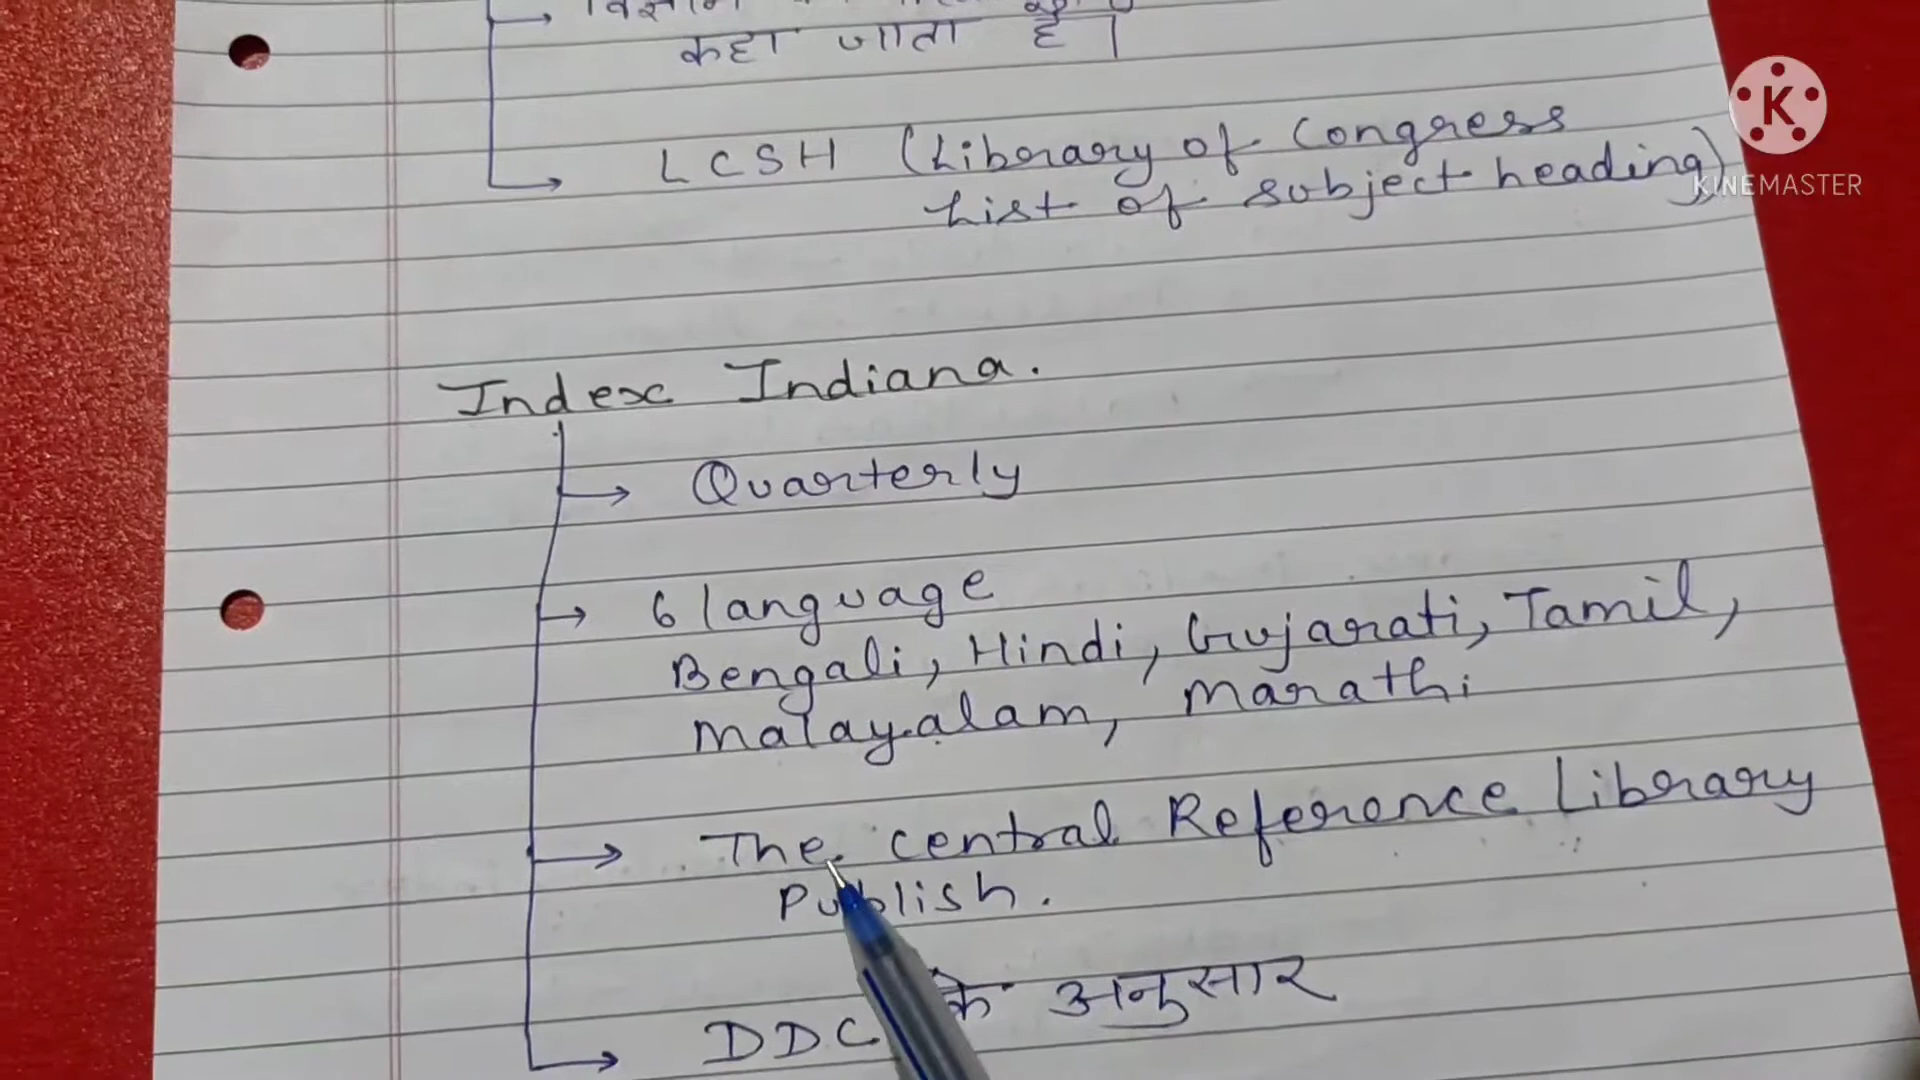 विज्ञान
कहा जाता है।
LCSH (Library of Congress
List of subject heading)
K
KINEMASTER
Index Indiana.
Quarterly
6 language
Bengali, Hindi, Gujarati, Tamil,
Malayalam, Marathi
The central Reference Library
Publish.
DDC के अनुसार